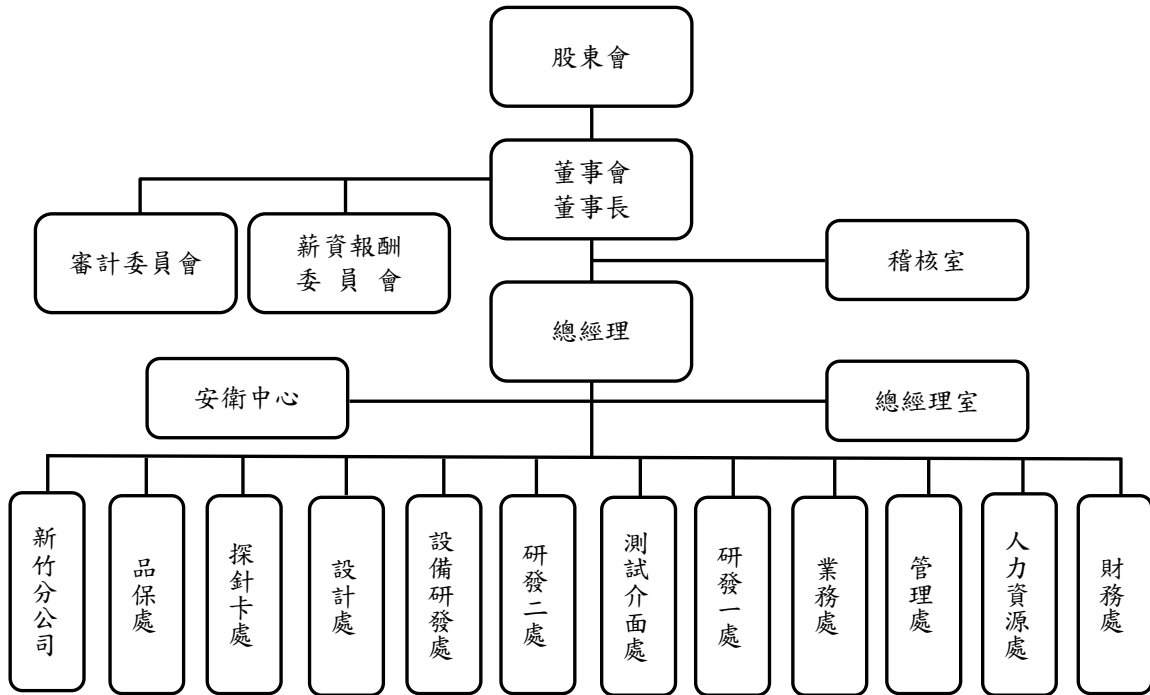 股東會
董事會
董事長
審計委員會
薪資報酬
委 員 會
稽核室
總經理
安衛中心
總經理室
新竹分公司
品保處
探針卡處
設計處
設備研發處
研發二處
測試介面處
研發一處
業務處
管理處
人力資源處
財務處